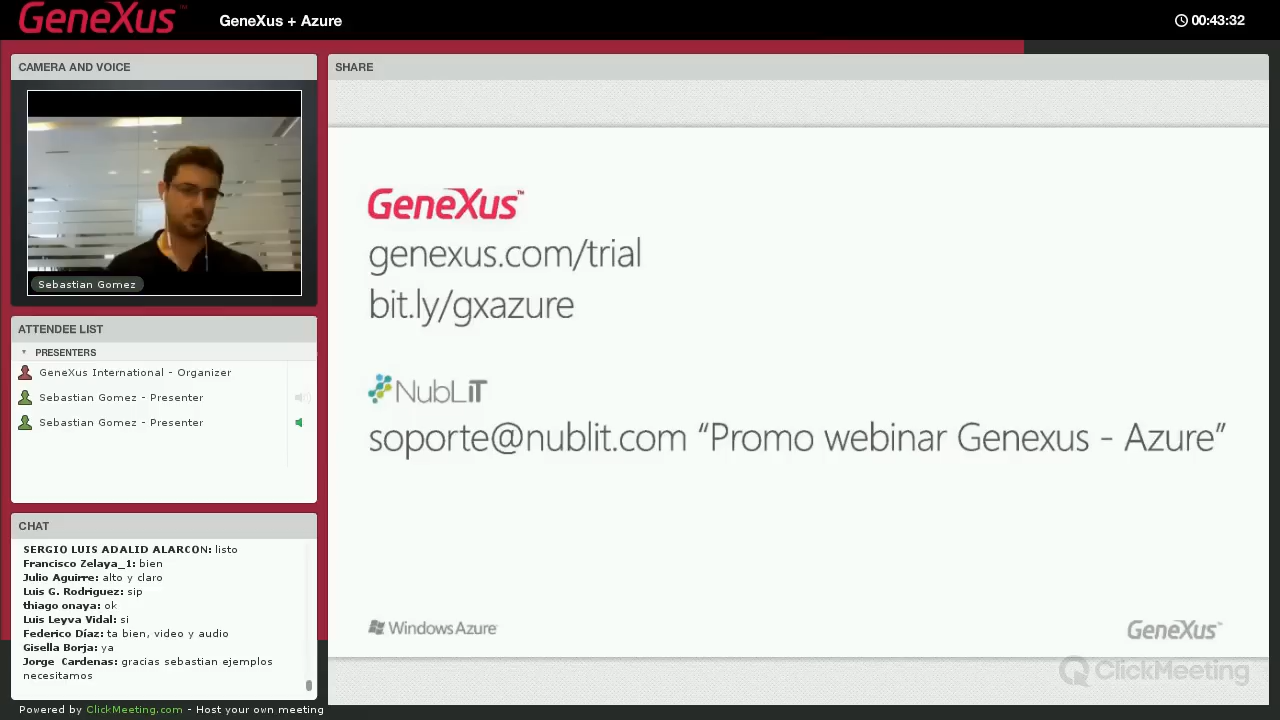 GeneXus™
GeneXus + Azure
00:43:32
CAMERA AND VOICE
Sebastian Gomez
ATTENDEE LIST
PRESENTERS
GeneXus International - Organizer
Sebastian Gomez - Presenter
Sebastian Gomez - Presenter
CHAT
SERGIO LUIS ADALID ALARCON: listo
Francisco Zelaya_1: bien
Julio Aguirre: alto y claro
Luis G. Rodriguez: sip
thiago onaya: ok
Luis Leyva Vidal: si
Federico Díaz: ta bien, video y audio
Gisella Borja: ya
Jorge Cardenas: gracias sebastian ejemplos
necesitamos
Powered by ClickMeeting.com - Host your own meeting
SHARE
GeneXus™
genexus.com/trial
bit.ly/gxazure
NubLiT
soporte@nublit.com “Promo webinar Genexus - Azure”
Windows Azure
GeneXus™
ClickMeeting